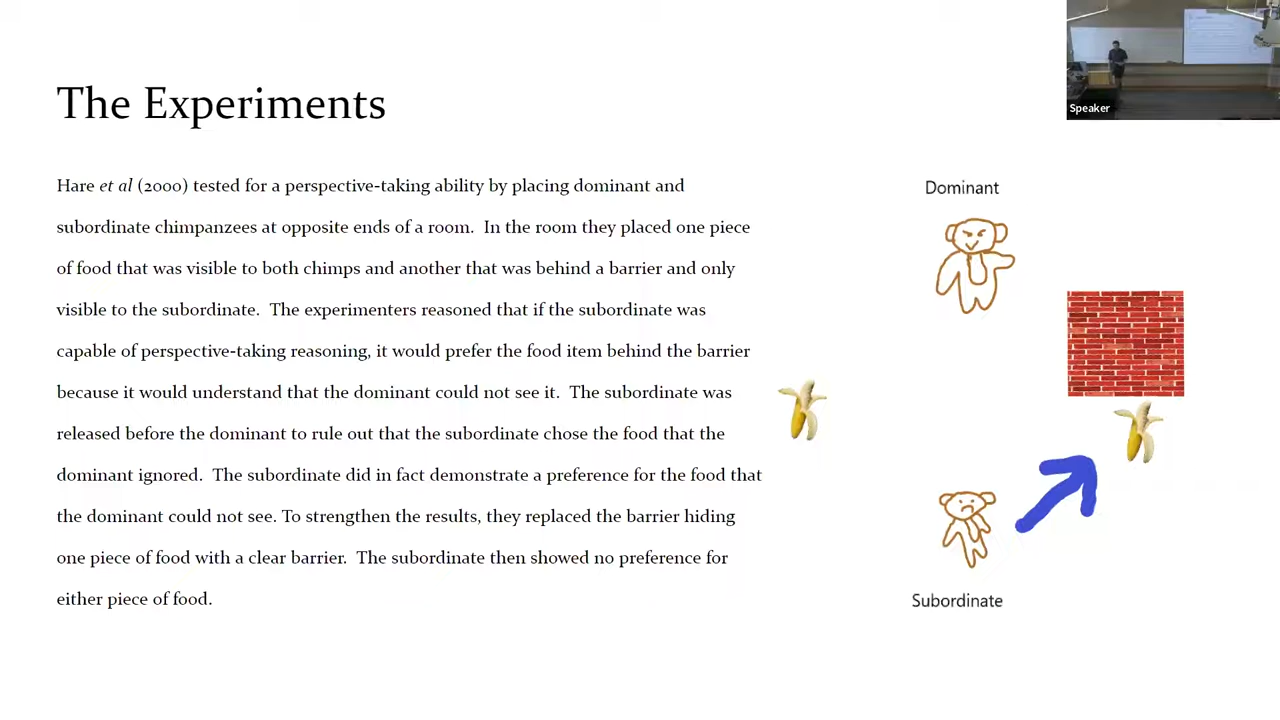 The Experiments
Hare et al (2000) tested for a perspective-taking ability by placing dominant and
subordinate chimpanzees at opposite ends of a room.  In the room they placed one piece
of food that was visible to both chimps and another that was behind a barrier and only
visible to the subordinate.  The experimenters reasoned that if the subordinate was
capable of perspective-taking reasoning, it would prefer the food item behind the barrier
because it would understand that the dominant could not see it.  The subordinate was
released before the dominant to rule out that the subordinate chose the food that the
dominant ignored.  The subordinate did in fact demonstrate a preference for the food that
the dominant could not see. To strengthen the results, they replaced the barrier hiding
one piece of food with a clear barrier.  The subordinate then showed no preference for
either piece of food.
Dominant
Subordinate
Speaker